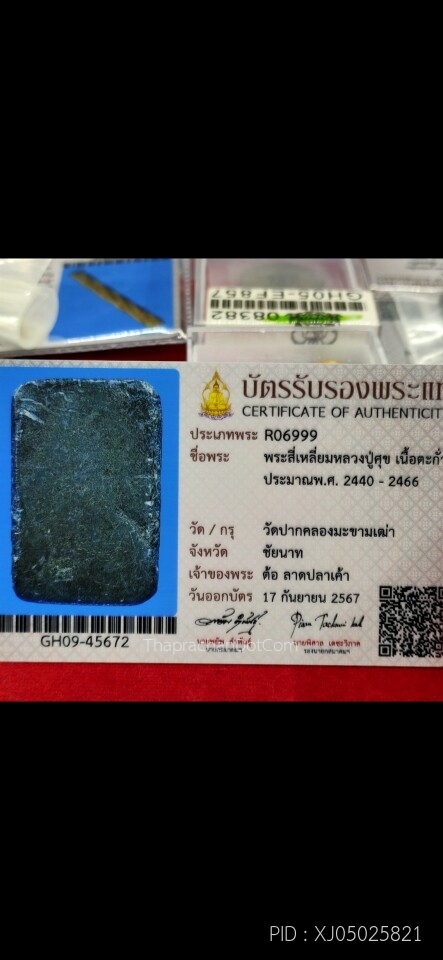 GH05-EF857
08382
บัตรรับรองพระแท
CERTIFICATE OF AUTHENTICIT
ประเภทพระ R06999
ชื่อพระ พระสี่เหลี่ยมหลวงปู่ศุข เนื้อตะกั่
ประมาณพ.ศ. 2440 - 2466
วัด / กรุ วัดปากคลองมะขามเฒ่า
จังหวัด ชัยนาท
เจ้าของพระ ต้อ ลาดปลาเค้า
วันออกบัตร 17 กันยายน 2567
GH09-45672
PID : XJ05025821